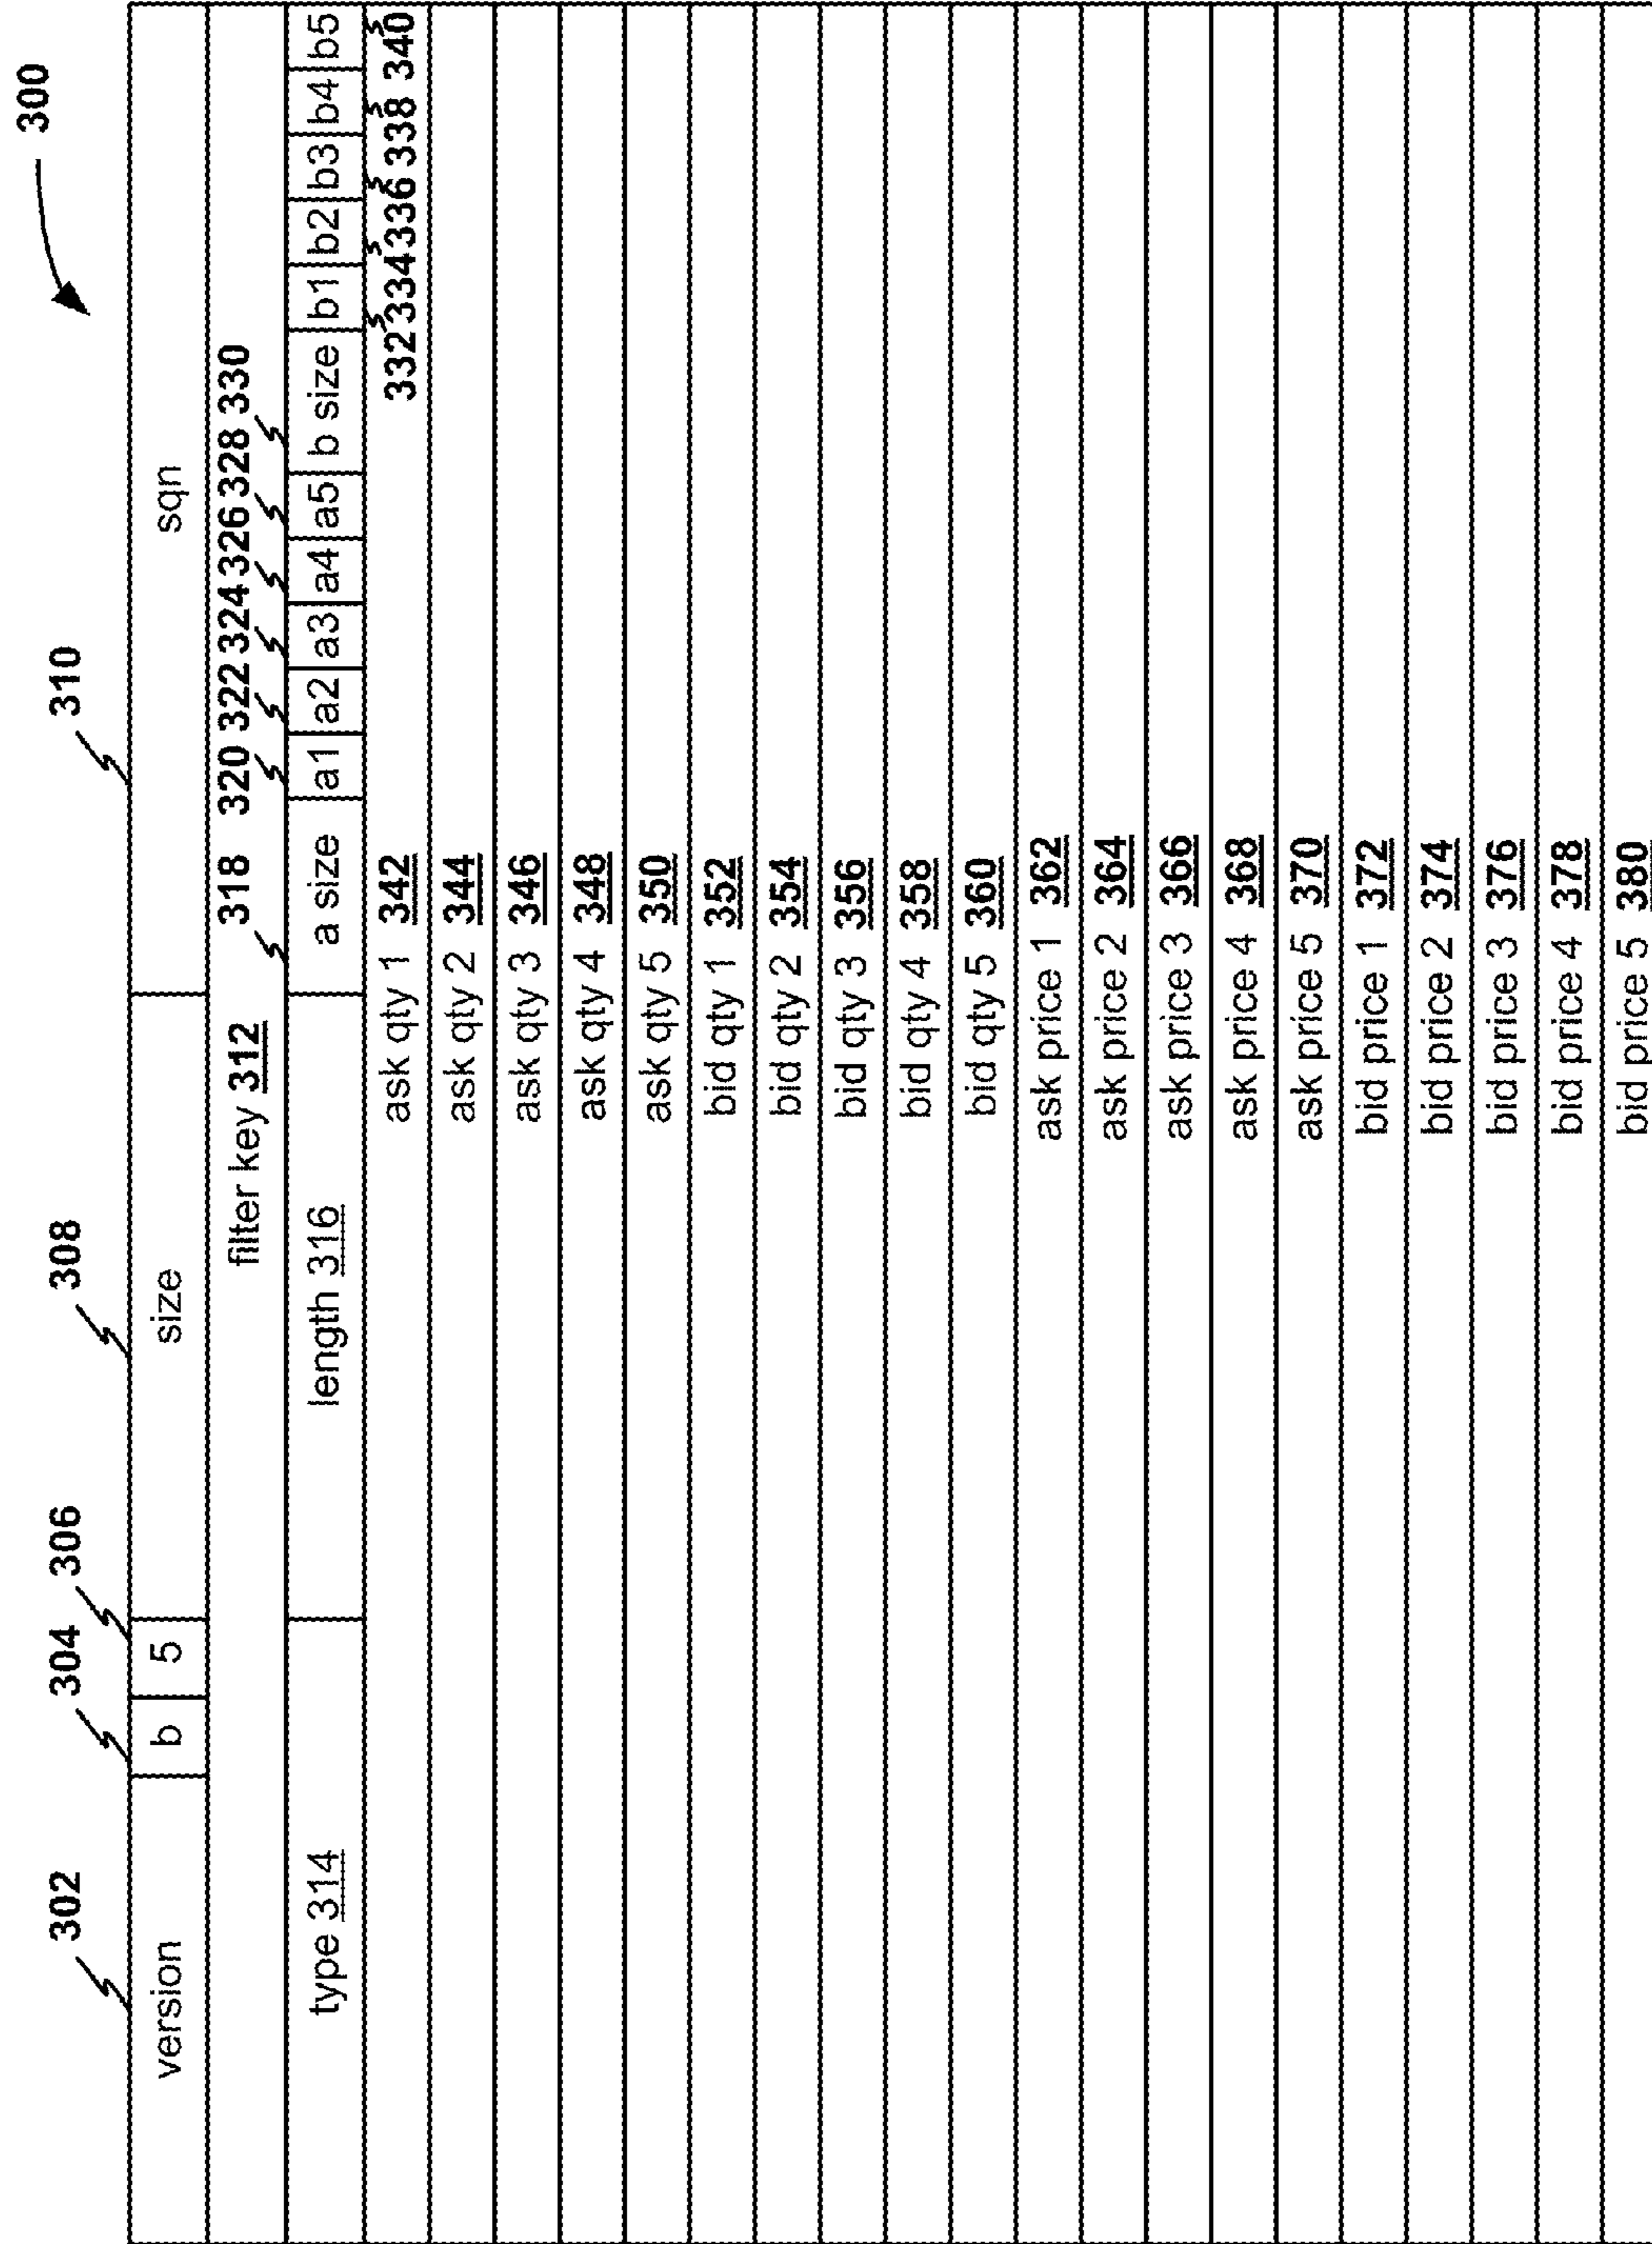 300
302 304 306 308 310
version b 5 size sqn
filter key 312 318 320 322 324 326 328 330
type 314 length 316 a size a1 a2 a3 a4 a5 b size b1 b2 b3 b4 b5
ask qty 1 342 332 334 336 338 340
ask qty 2 344
ask qty 3 346
ask qty 4 348
ask qty 5 350
bid qty 1 352
bid qty 2 354
bid qty 3 356
bid qty 4 358
bid qty 5 360
ask price 1 362
ask price 2 364
ask price 3 366
ask price 4 368
ask price 5 370
bid price 1 372
bid price 2 374
bid price 3 376
bid price 4 378
bid price 5 380